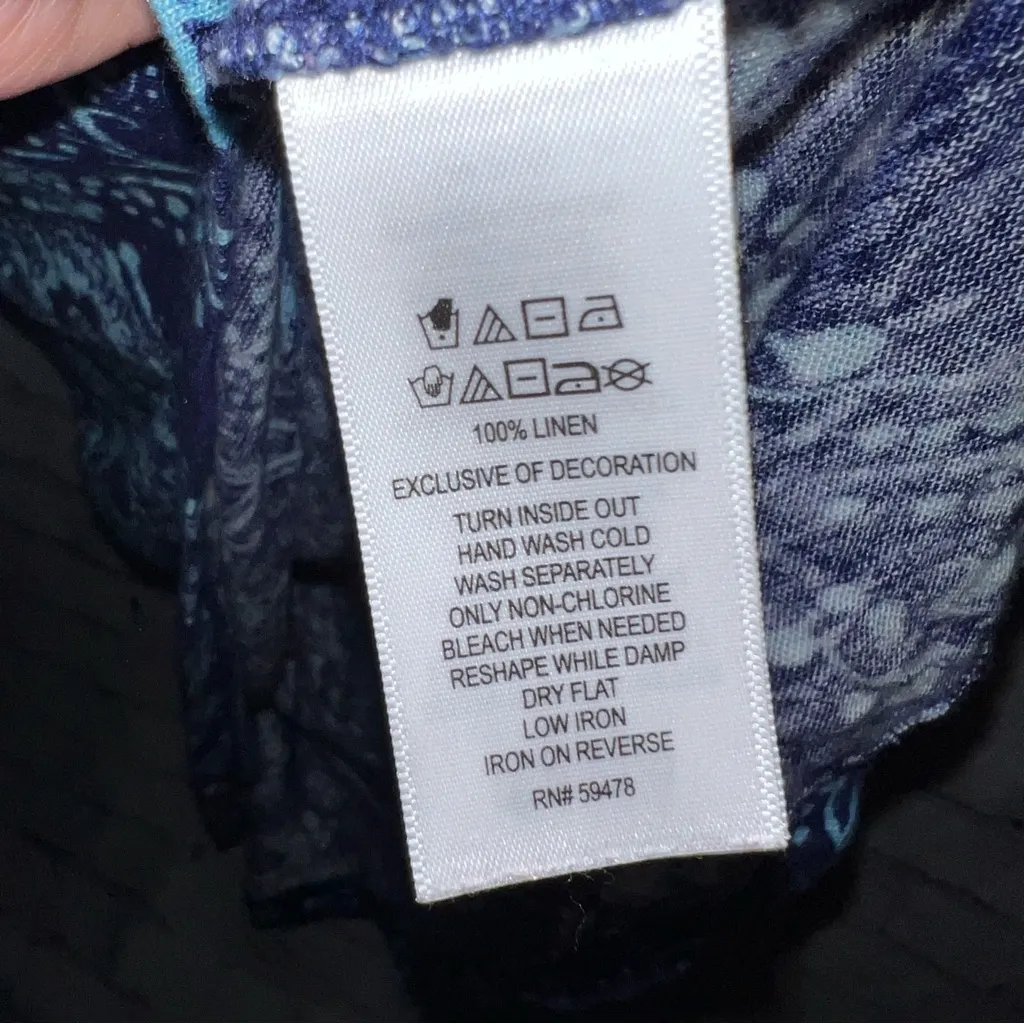 100% LINEN
EXCLUSIVE OF DECORATION
TURN INSIDE OUT
HAND WASH COLD
WASH SEPARATELY
ONLY NON-CHLORINE
BLEACH WHEN NEEDED
RESHAPE WHILE DAMP
DRY FLAT
LOW IRON
IRON ON REVERSE
RN# 59478